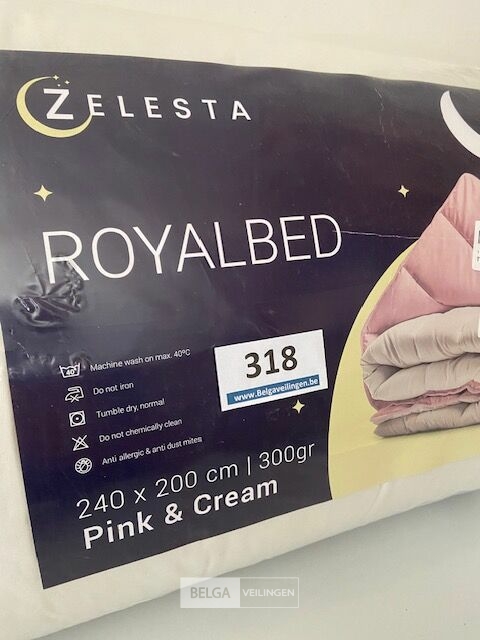 ZELESTA
ROYALBED
40°
Machine wash on max. 40ºC
Do not iron
Tumble dry, normal
Do not chemically clean
Anti allergic & anti dust mites
318
www.Belgaveilingen.be
240 x 200 cm | 300gr
Pink & Cream
BELGA VEILINGEN